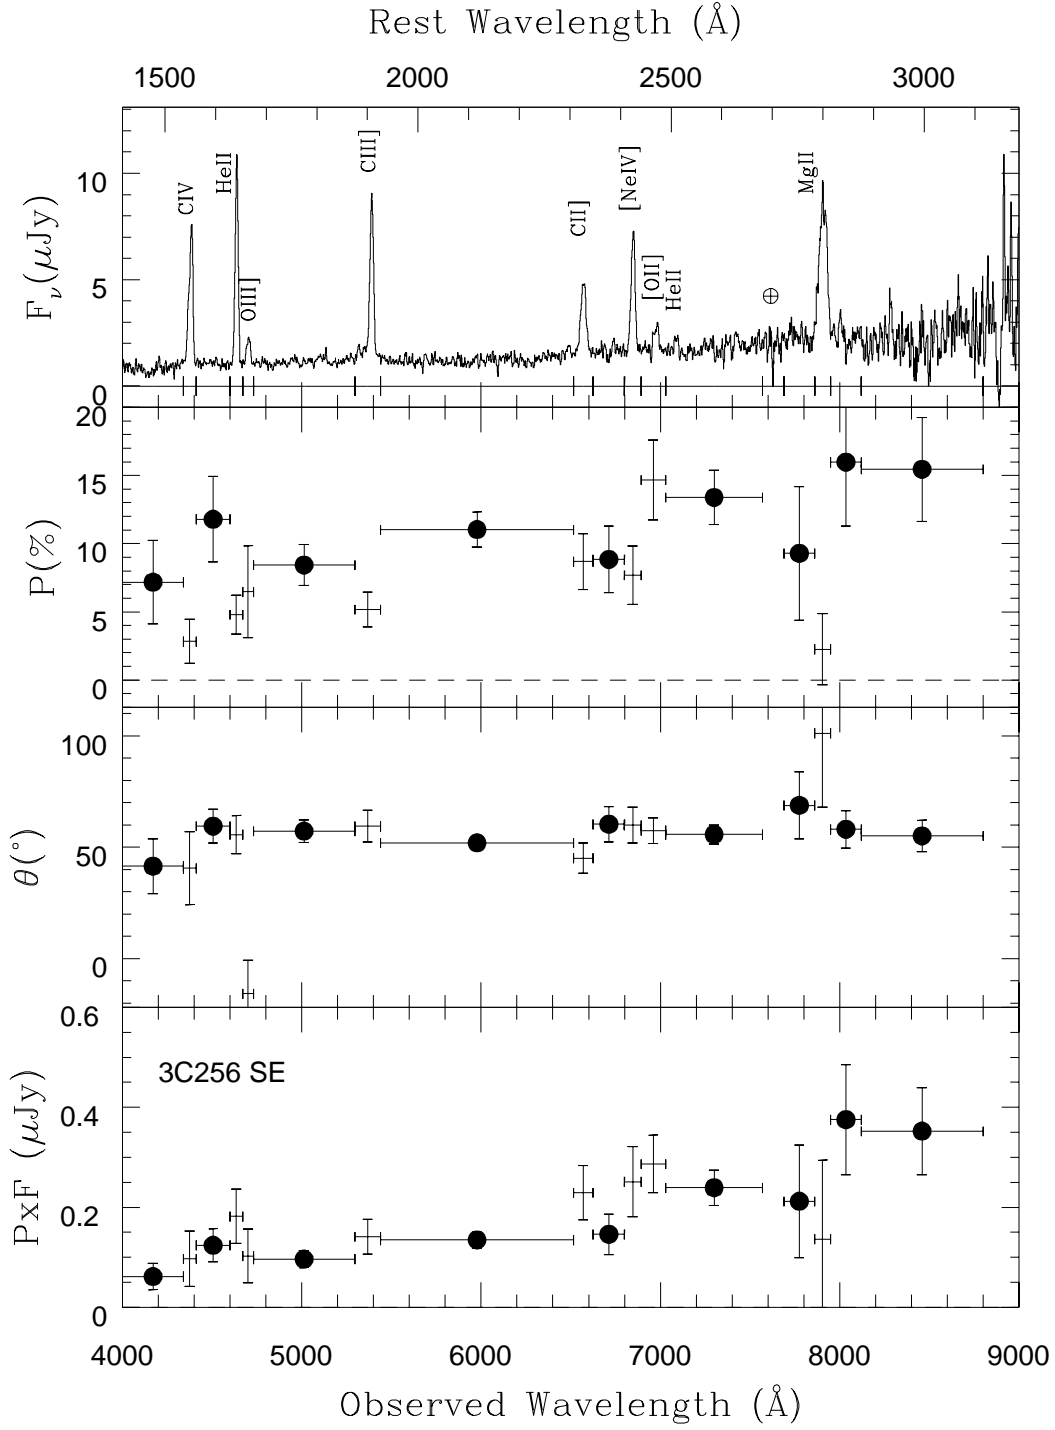 Rest Wavelength (Å)
1500 2000 2500 3000
Fν(μJy)
10
5
0
CIV
HeII
OIII]
CIII]
CII]
[NeIV]
[OII]
HeII
⊕
MgII
P(%)
20
15
10
5
0
θ(°)
100
50
0
PxF (μJy)
0.6
0.4
0.2
0
3C256 SE
4000 5000 6000 7000 8000 9000
Observed Wavelength (Å)